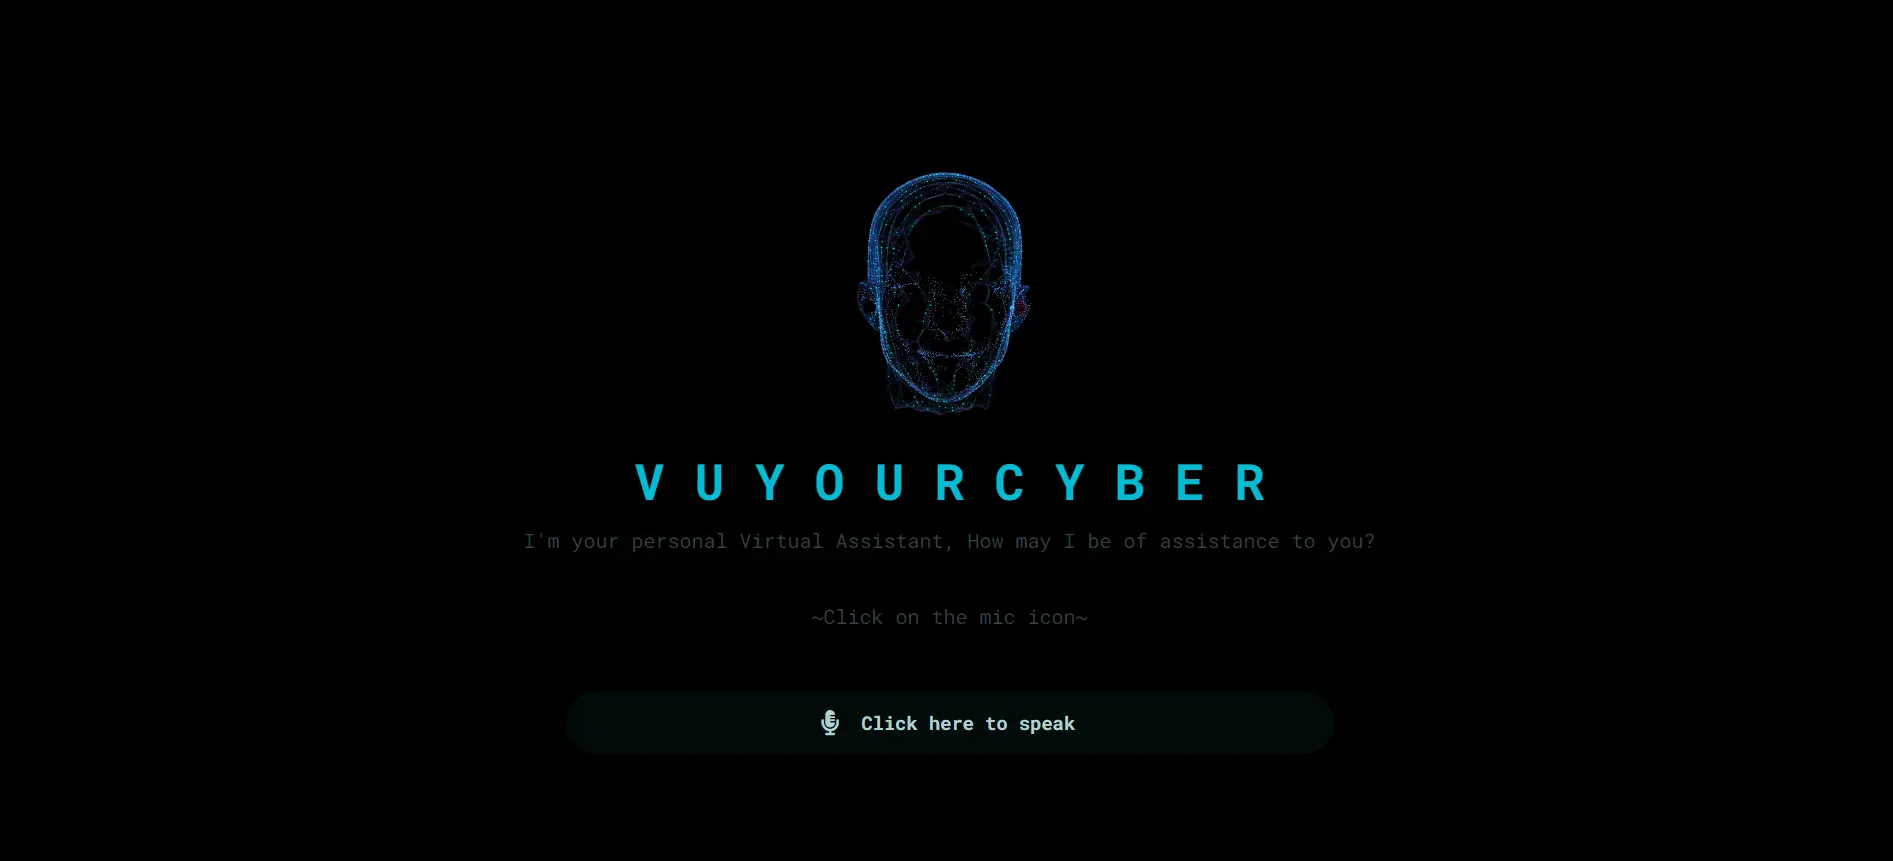 VUYOURCYBER
I'm your personal Virtual Assistant, How may I be of assistance to you?
~Click on the mic icon~
Click here to speak